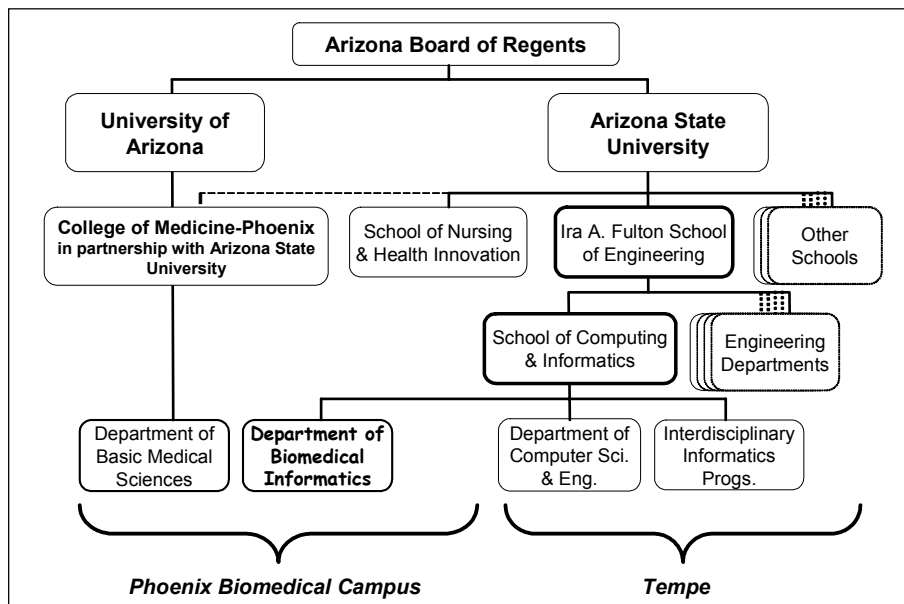 Arizona Board of Regents
University of
Arizona
Arizona State
University
College of Medicine-Phoenix
in partnership with Arizona State
University
School of Nursing
& Health Innovation
Ira A. Fulton School
of Engineering
Other
Schools
School of Computing
& Informatics
Engineering
Departments
Department of
Basic Medical
Sciences
Department of
Biomedical
Informatics
Department of
Computer Sci.
& Eng.
Interdisciplinary
Informatics
Progs.
Phoenix Biomedical Campus
Tempe